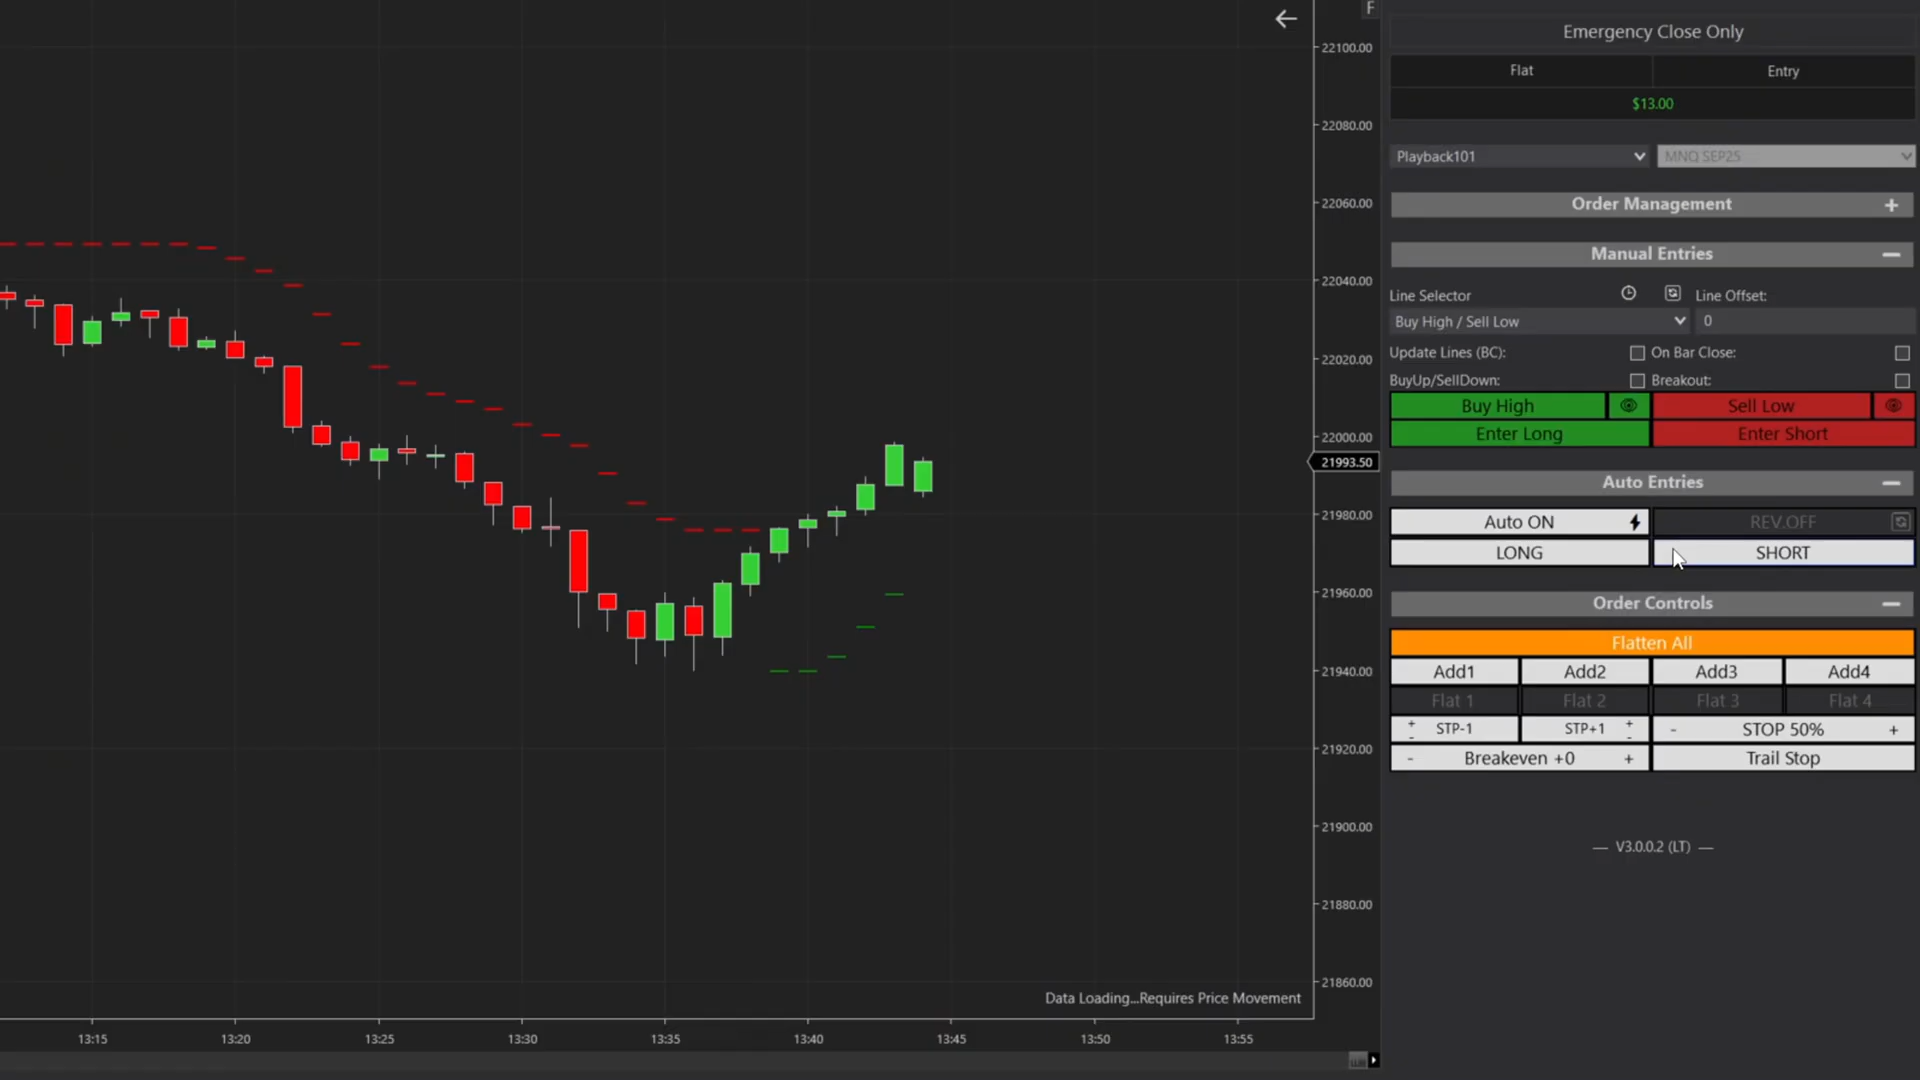 F
22100.00
22080.00
22060.00
22040.00
22020.00
22000.00
21993.50
21980.00
21960.00
21940.00
21920.00
21900.00
21880.00
21860.00
Data Loading...Requires Price Movement
13:15 13:20 13:25 13:30 13:35 13:40 13:45 13:50 13:55
Emergency Close Only
Flat Entry
$13.00
Playback101 MNQ SEP25
Order Management +
Manual Entries
Line Selector Line Offset:
Buy High / Sell Low 0
Update Lines (BC): On Bar Close:
BuyUp/SellDown: Breakout:
Buy High Sell Low
Enter Long Enter Short
Auto Entries
Auto ON REV.OFF
LONG SHORT
Order Controls
Flatten All
Add1 Add2 Add3 Add4
Flat 1 Flat 2 Flat 3 Flat 4
+ - STP-1 STP+1 + - - STOP 50% +
- Breakeven +0 + Trail Stop
— V3.0.0.2 (LT) —